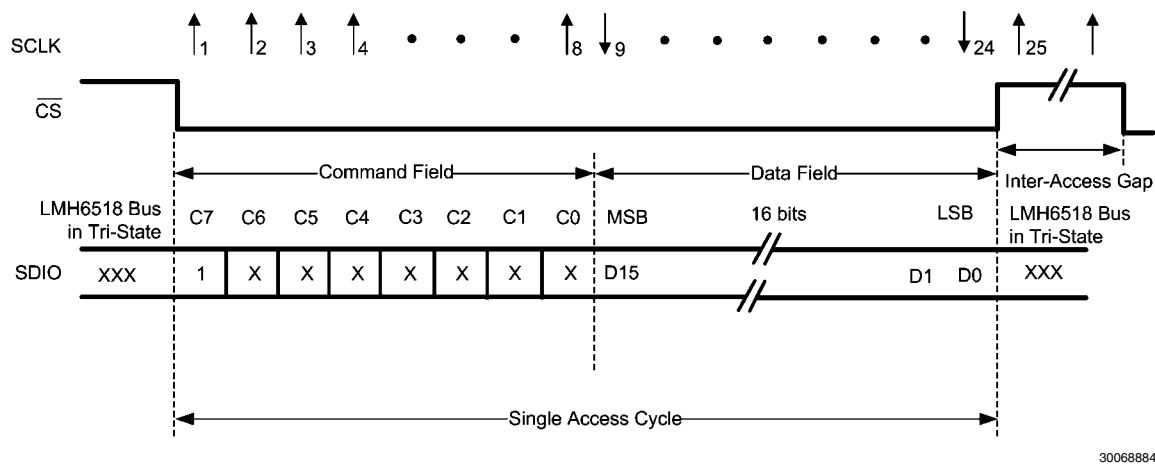 SCLK 1 2 3 4 8 9 24 25
CS
Command Field Data Field
Inter-Access Gap
LMH6518 Bus in Tri-State C7 C6 C5 C4 C3 C2 C1 C0 MSB 16 bits LSB LMH6518 Bus in Tri-State
SDIO XXX 1 X X X X X X X D15 D1 D0 XXX
Single Access Cycle
30068884